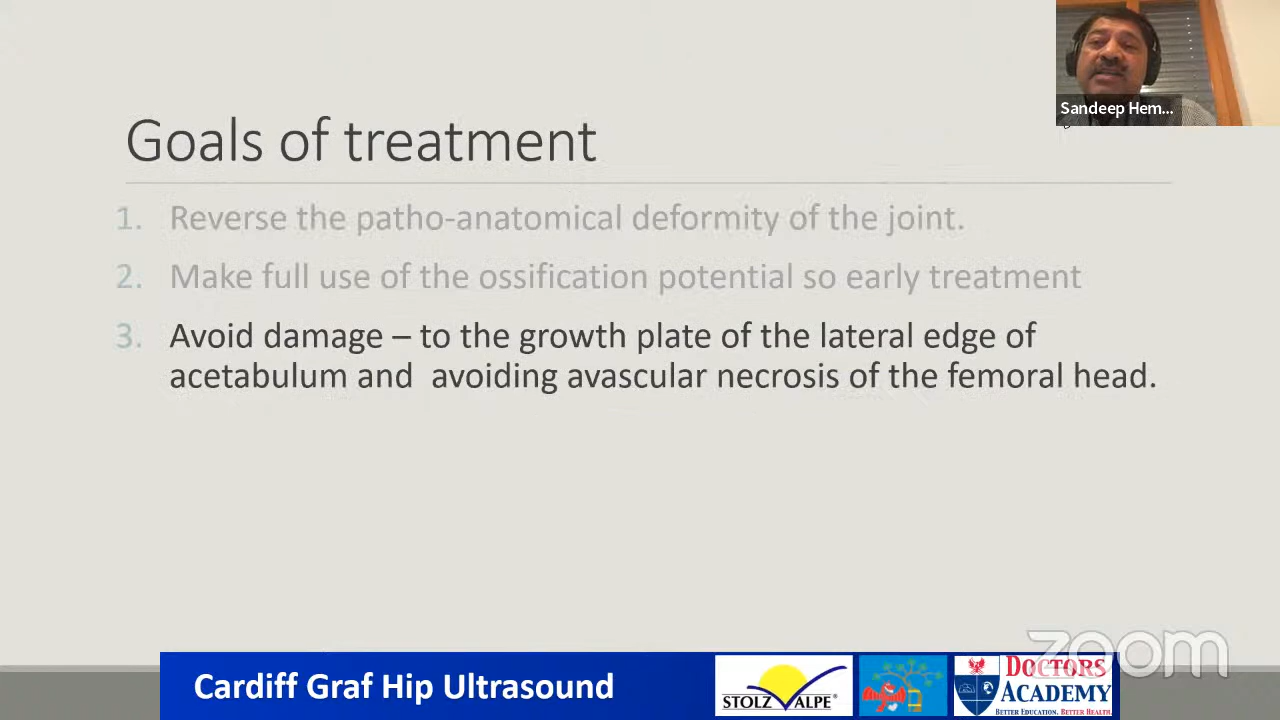 Sandeep Hem...
Goals of treatment
1. Reverse the patho-anatomical deformity of the joint.
2. Make full use of the ossification potential so early treatment
3. Avoid damage – to the growth plate of the lateral edge of
acetabulum and avoiding avascular necrosis of the femoral head.
zoom
Cardiff Graf Hip Ultrasound
STOLZALPE®
DOCTORS
ACADEMY
BETTER EDUCATION. BETTER HEALTH.